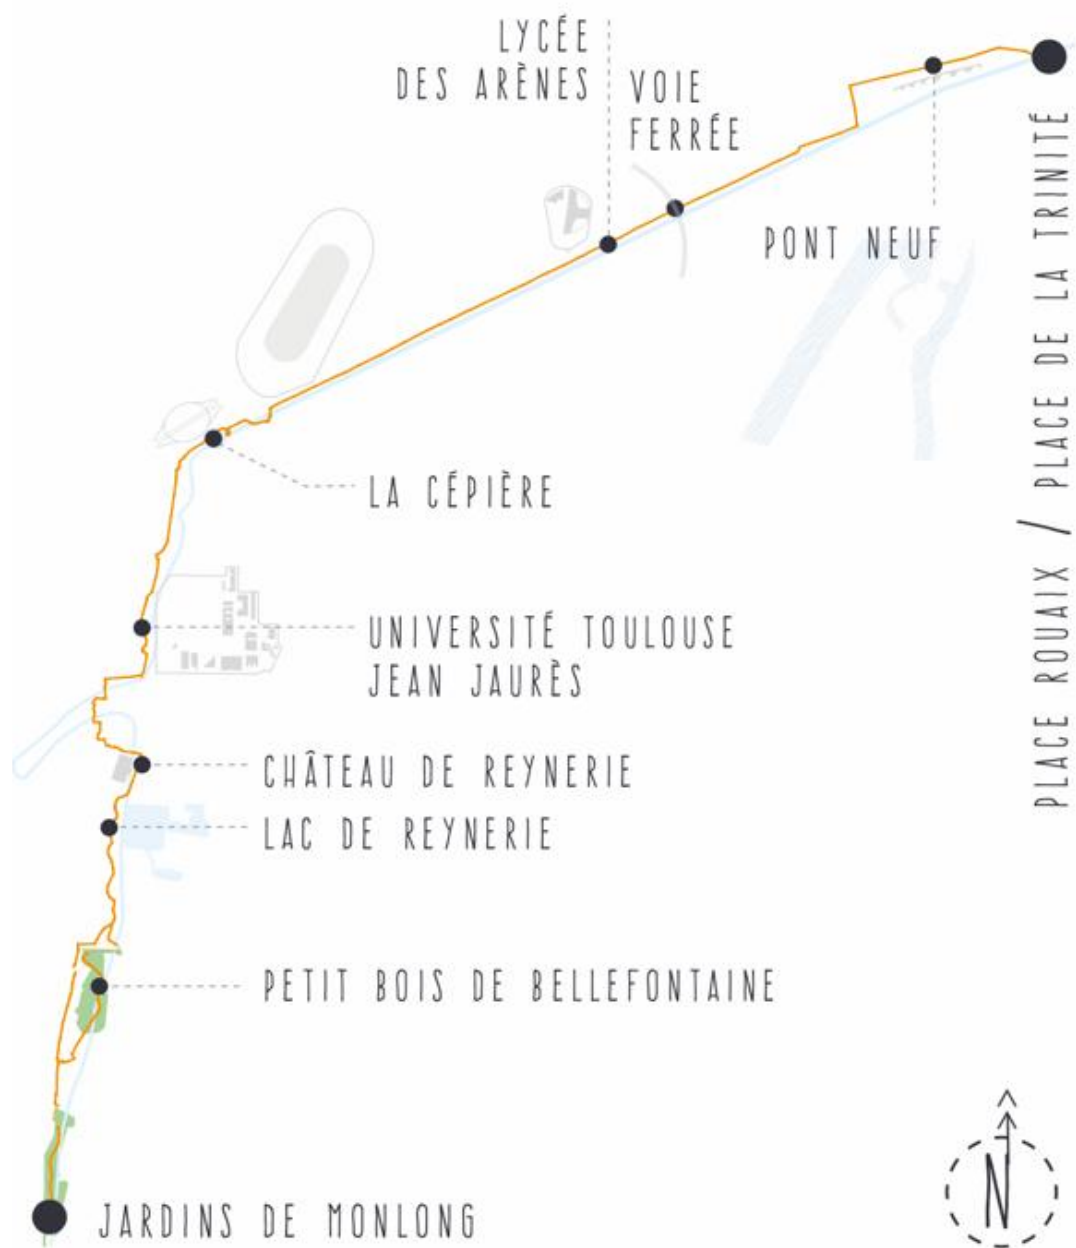 LYCÉE
DES ARÈNES
VOIE
FERRÉE
PONT NEUF
PLACE ROUAIX / PLACE DE LA TRINITÉ
LA CÉPIÈRE
UNIVERSITÉ TOULOUSE
JEAN JAURÈS
CHÂTEAU DE REYNERIE
LAC DE REYNERIE
PETIT BOIS DE BELLEFONTAINE
JARDINS DE MONLONG
N